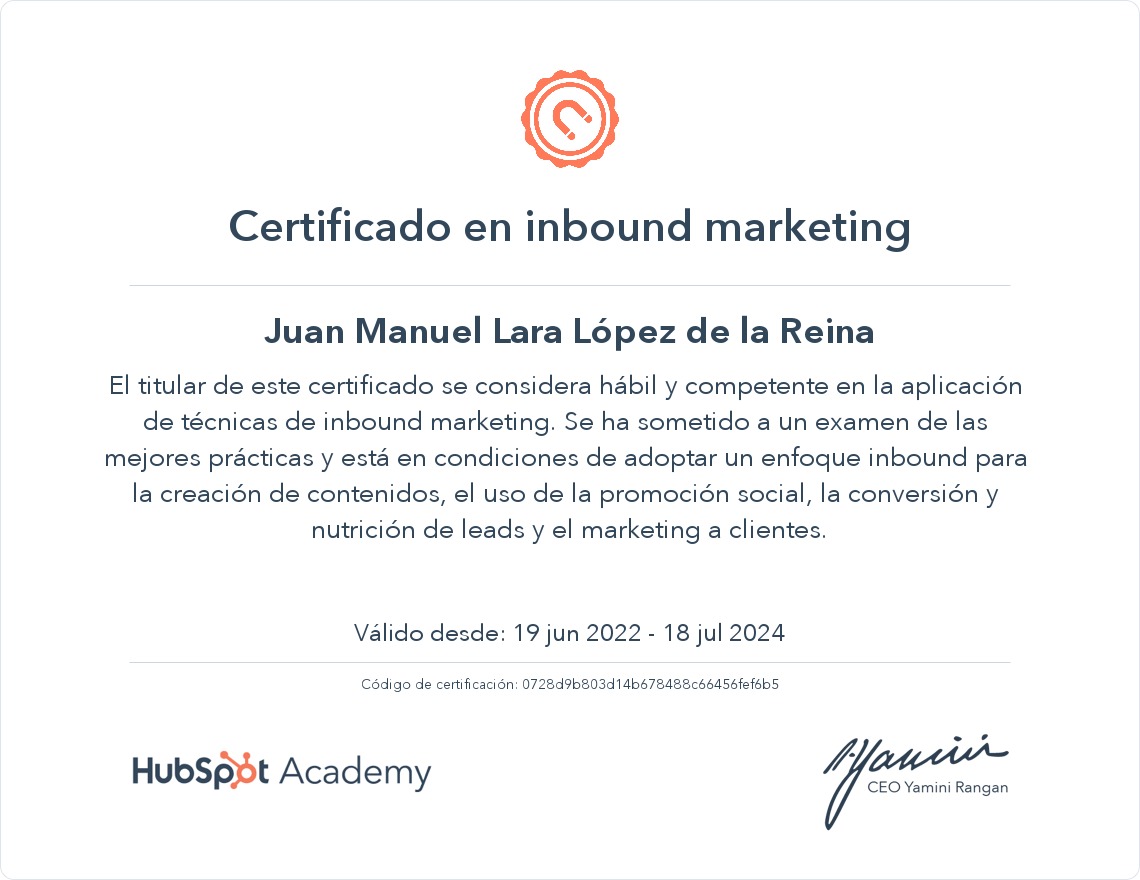 Certificado en inbound marketing
Juan Manuel Lara López de la Reina
El titular de este certificado se considera hábil y competente en la aplicación
de técnicas de inbound marketing. Se ha sometido a un examen de las
mejores prácticas y está en condiciones de adoptar un enfoque inbound para
la creación de contenidos, el uso de la promoción social, la conversión y
nutrición de leads y el marketing a clientes.
Válido desde: 19 jun 2022 - 18 jul 2024
Código de certificación: 0728d9b803d14b678488c66456fef6b5
HubSpot Academy
Yamini
CEO Yamini Rangan